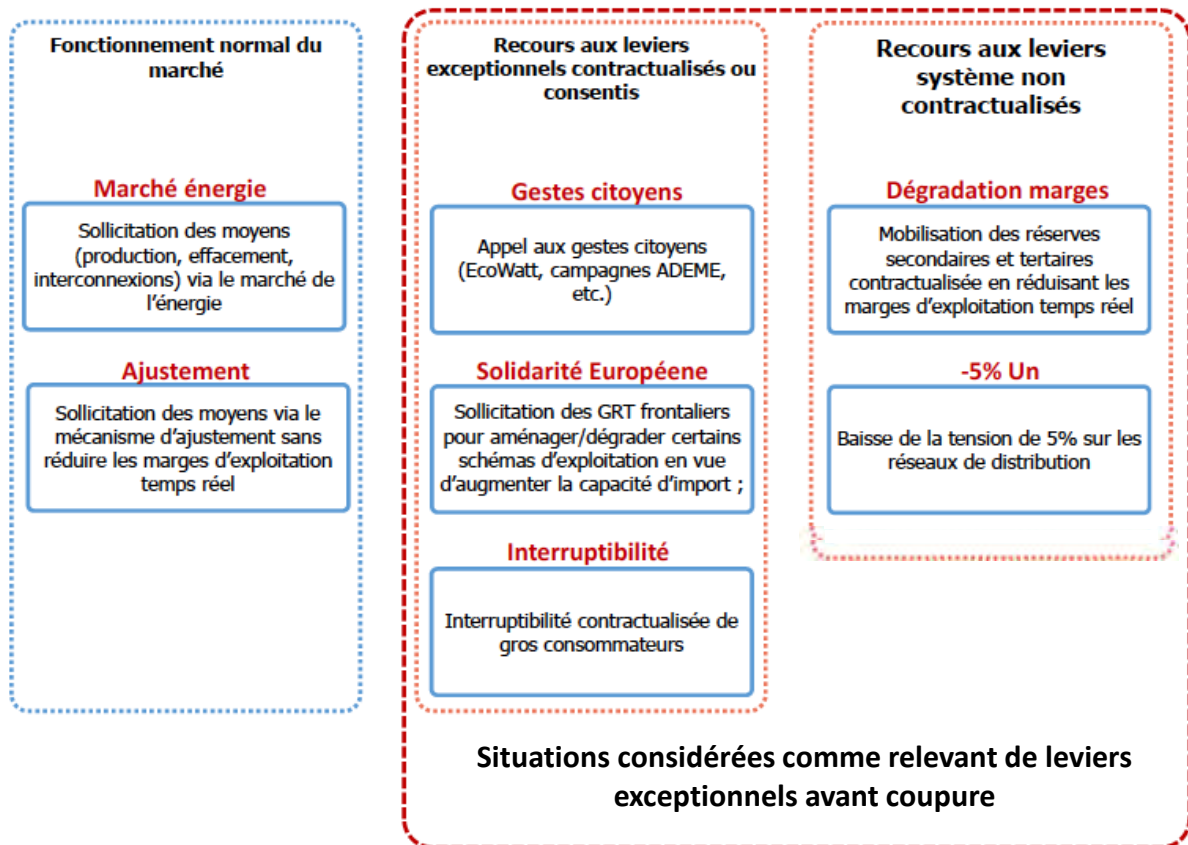 Fonctionnement normal du
marché
Marché énergie
Sollicitation des moyens
(production, effacement,
interconnexions) via le marché de
l'énergie
Ajustement
Sollicitation des moyens via le
mécanisme d'ajustement sans
réduire les marges d'exploitation
temps réel
Recours aux leviers
exceptionnels contractualisés ou
consentis
Gestes citoyens
Appel aux gestes citoyens
(EcoWatt, campagnes ADEME,
etc.)
Solidarité Européene
Sollicitation des GRT frontaliers
pour aménager/dégrader certains
schémas d'exploitation en vue
d'augmenter la capacité d'import ;
Interruptibilité
Interruptibilité contractualisée de
gros consommateurs
Recours aux leviers
système non
contractualisés
Dégradation marges
Mobilisation des réserves
secondaires et tertaires
contractualisée en réduisant les
marges d'exploitation temps réel
-5% Un
Baisse de la tension de 5% sur les
réseaux de distribution
Situations considérées comme relevant de leviers
exceptionnels avant coupure